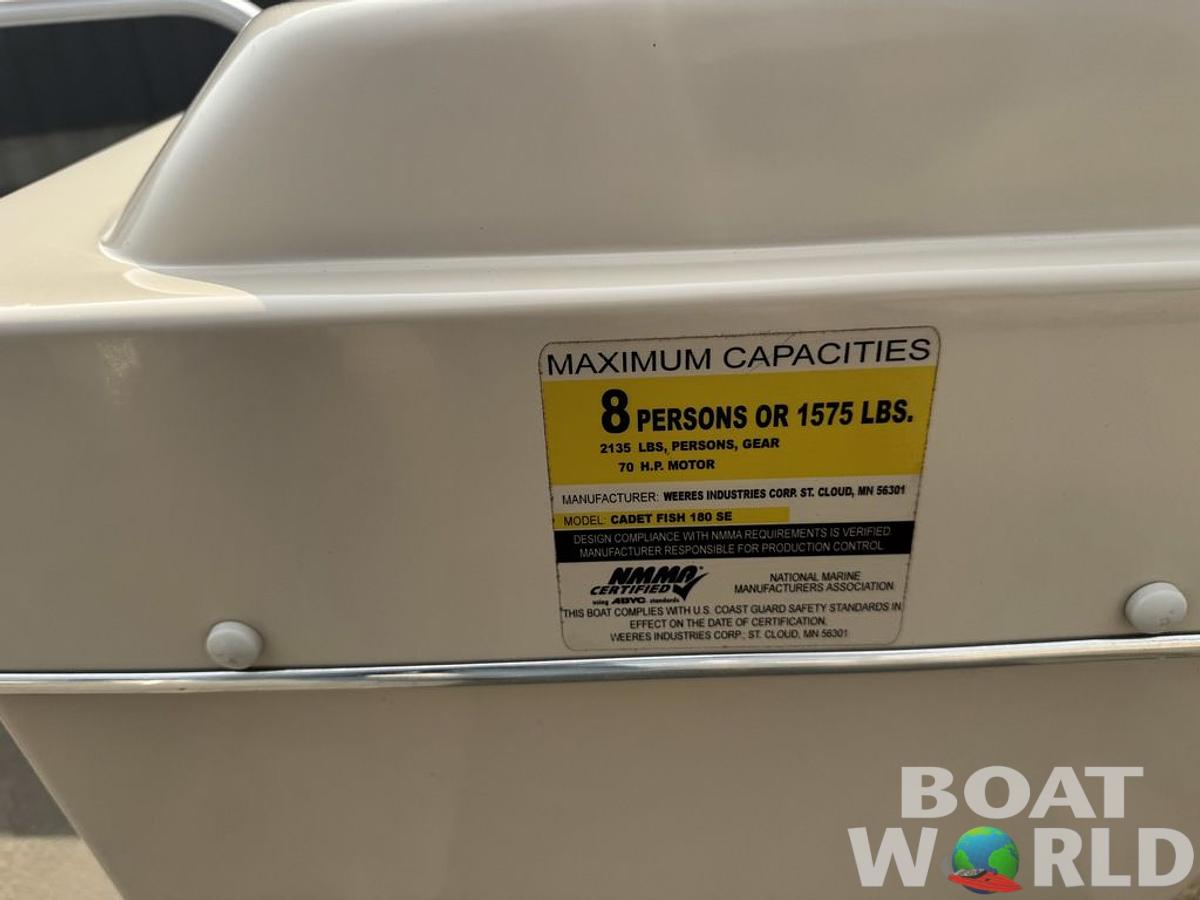 MAXIMUM CAPACITIES
8 PERSONS OR 1575 LBS.
2135 LBS, PERSONS, GEAR
70 H.P. MOTOR
MANUFACTURER: WEERES INDUSTRIES CORP. ST. CLOUD, MN 56301
MODEL: CADET FISH 180 SE
DESIGN COMPLIANCE WITH NMMA REQUIREMENTS IS VERIFIED.
MANUFACTURER RESPONSIBLE FOR PRODUCTION CONTROL.
NMMA®
CERTIFIED
using ABYC standards
NATIONAL MARINE
MANUFACTURERS ASSOCIATION
THIS BOAT COMPLIES WITH U.S. COAST GUARD SAFETY STANDARDS IN
EFFECT ON THE DATE OF CERTIFICATION.
WEERES INDUSTRIES CORP.; ST. CLOUD, MN 56301
BOAT
WORLD